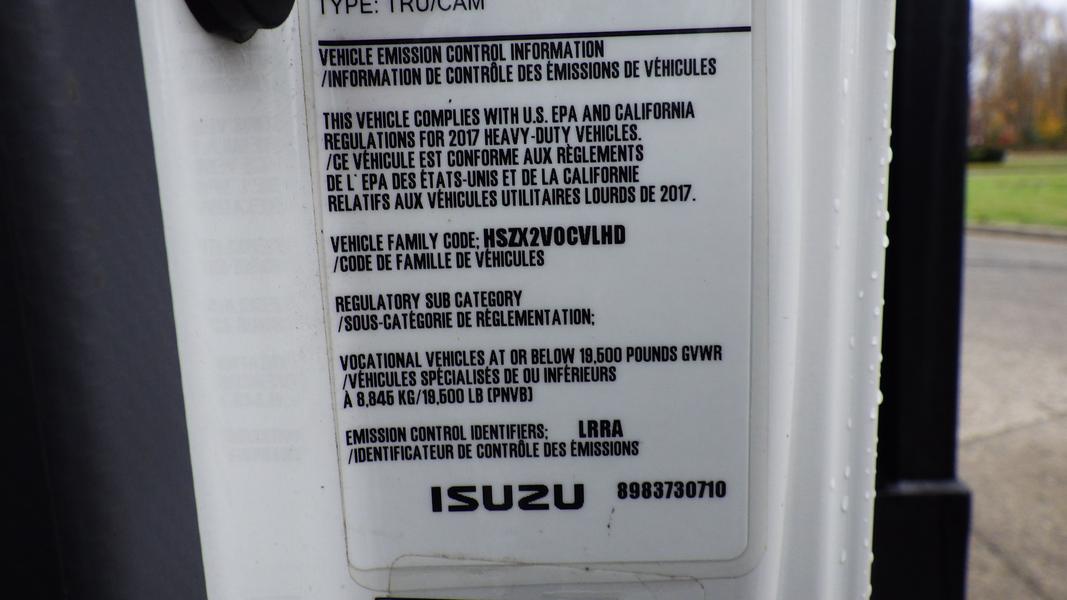 TYPE: TRU/CAM
VEHICLE EMISSION CONTROL INFORMATION
/INFORMATION DE CONTRÔLE DES ÉMISSIONS DE VÉHICULES
THIS VEHICLE COMPLIES WITH U.S. EPA AND CALIFORNIA
REGULATIONS FOR 2017 HEAVY-DUTY VEHICLES.
/CE VÉHICULE EST CONFORME AUX RÈGLEMENTS
DE L' EPA DES ÉTATS-UNIS ET DE LA CALIFORNIE
RELATIFS AUX VÉHICULES UTILITAIRES LOURDS DE 2017.
VEHICLE FAMILY CODE; HSZX2VOCVLHD
/CODE DE FAMILLE DE VÉHICULES
REGULATORY SUB CATEGORY
/SOUS-CATÉGORIE DE RÉGLEMENTATION;
VOCATIONAL VEHICLES AT OR BELOW 19,500 POUNDS GVWR
/VÉHICULES SPÉCIALISÉS DE OU INFÉRIEURS
À 8,845 KG/19,500 LB (PNVB)
EMISSION CONTROL IDENTIFIERS; LRRA
/IDENTIFICATEUR DE CONTRÔLE DES ÉMISSIONS
ISUZU 8983730710